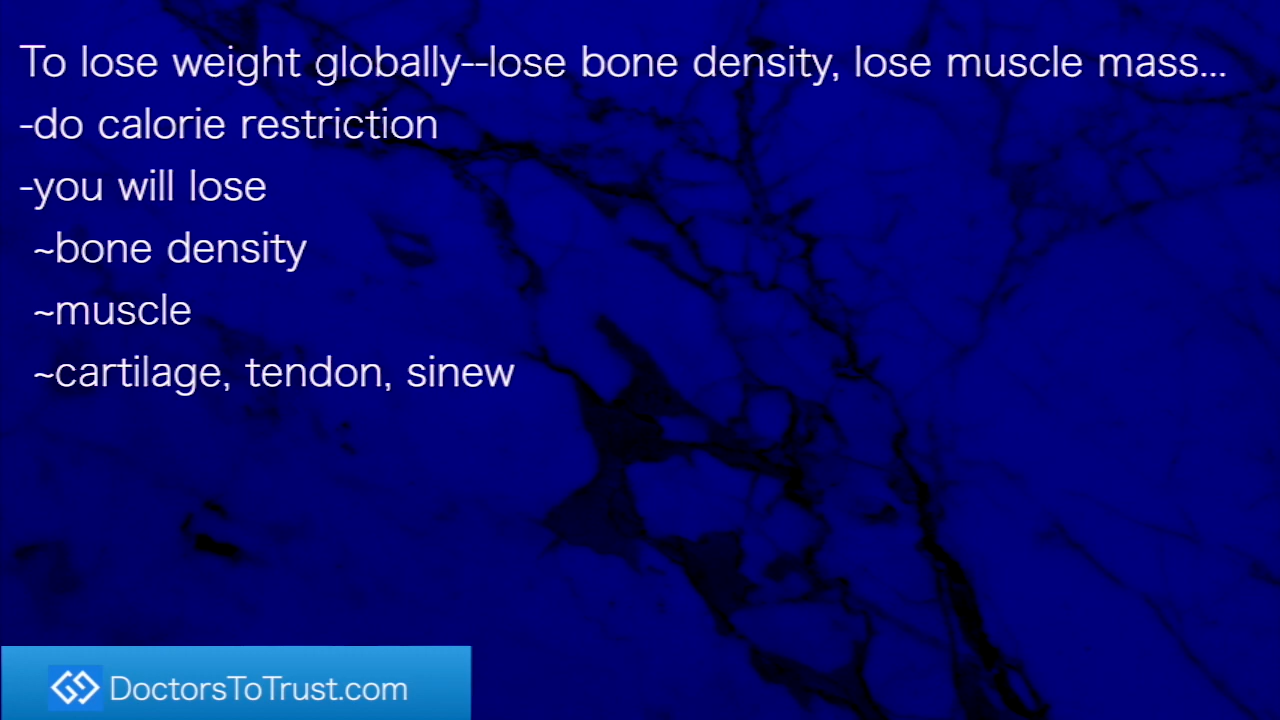 To lose weight globally--lose bone density, lose muscle mass...
-do calorie restriction
-you will lose
~bone density
~muscle
~cartilage, tendon, sinew
DoctorsToTrust.com